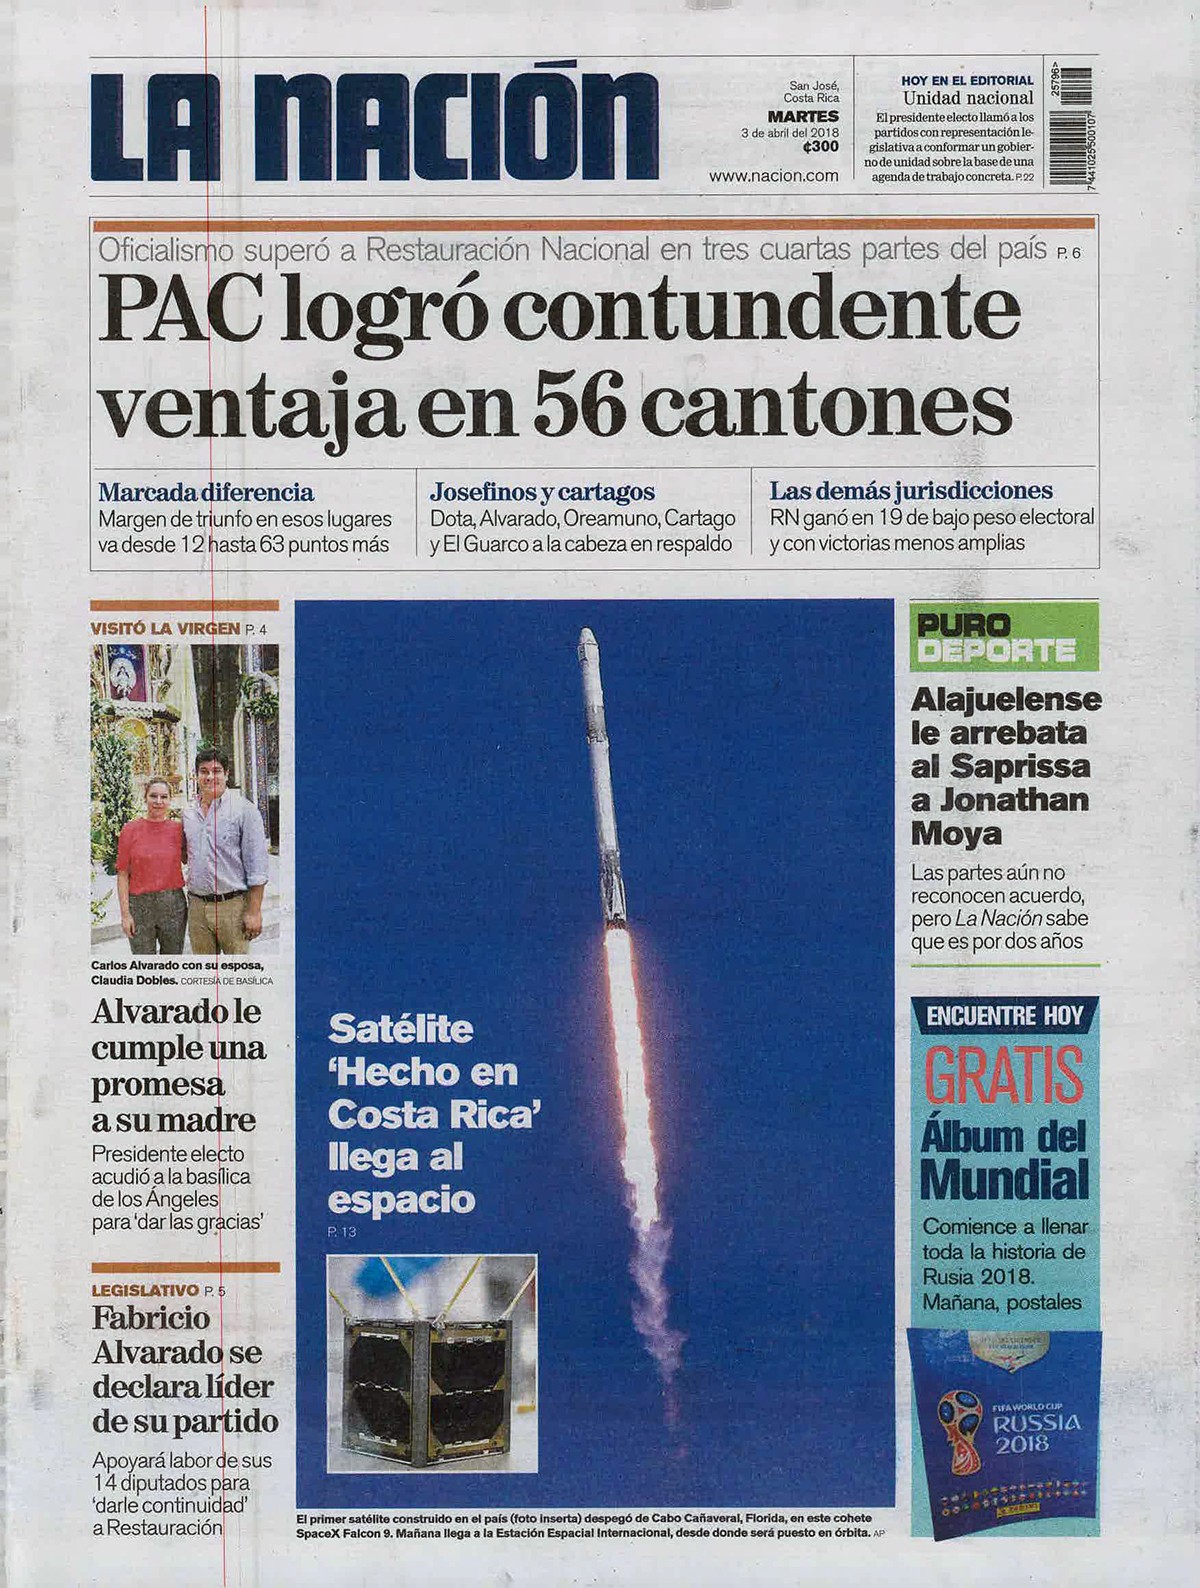 LA NACIÓN
San José,
Costa Rica
MARTES
3 de abril del 2018
₡300
www.nacion.com
HOY EN EL EDITORIAL
Unidad nacional
El presidente electo llamó a los
partidos con representación le-
gislativa a conformar un gobier-
no de unidad sobre la base de una
agenda de trabajo concreta. P. 22
25796>
7 441025 500107
Oficialismo superó a Restauración Nacional en tres cuartas partes del país P. 6
PAC logró contundente
ventaja en 56 cantones
Marcada diferencia
Margen de triunfo en esos lugares
va desde 12 hasta 63 puntos más
Josefinos y cartagos
Dota, Alvarado, Oreamuno, Cartago
y El Guarco a la cabeza en respaldo
Las demás jurisdicciones
RN ganó en 19 de bajo peso electoral
y con victorias menos amplias
VISITÓ LA VIRGEN P. 4
Carlos Alvarado con su esposa,
Claudia Dobles. CORTESÍA DE BASÍLICA
Alvarado le
cumple una
promesa
a su madre
Presidente electo
acudió a la basílica
de los Ángeles
para ‘dar las gracias’
LEGISLATIVO P. 5
Fabricio
Alvarado se
declara líder
de su partido
Apoyará labor de sus
14 diputados para
‘darle continuidad’
a Restauración
Satélite
‘Hecho en
Costa Rica’
llega al
espacio
P. 13
El primer satélite construido en el país (foto inserta) despegó de Cabo Cañaveral, Florida, en este cohete
SpaceX Falcon 9. Mañana llega a la Estación Espacial Internacional, desde donde será puesto en órbita. AP
PURO
DEPORTE
Alajuelense
le arrebata
al Saprissa
a Jonathan
Moya
Las partes aún no
reconocen acuerdo,
pero La Nación sabe
que es por dos años
ENCUENTRE HOY
GRATIS
Álbum del
Mundial
Comience a llenar
toda la historia de
Rusia 2018.
Mañana, postales
FIFA WORLD CUP
RUSSIA
2018
PANINI